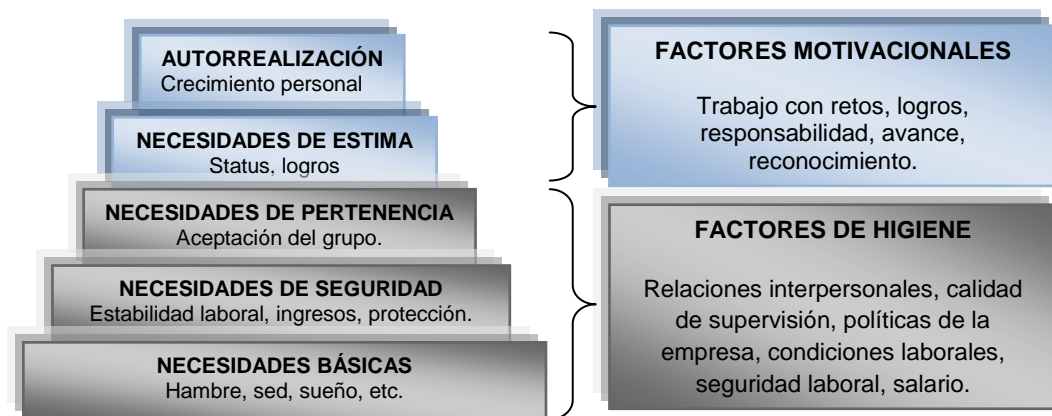 AUTORREALIZACIÓN
Crecimiento personal
NECESIDADES DE ESTIMA
Status, logros
NECESIDADES DE PERTENENCIA
Aceptación del grupo.
NECESIDADES DE SEGURIDAD
Estabilidad laboral, ingresos, protección.
NECESIDADES BÁSICAS
Hambre, sed, sueño, etc.
FACTORES MOTIVACIONALES
Trabajo con retos, logros,
responsabilidad, avance,
reconocimiento.
FACTORES DE HIGIENE
Relaciones interpersonales, calidad
de supervisión, políticas de la
empresa, condiciones laborales,
seguridad laboral, salario.